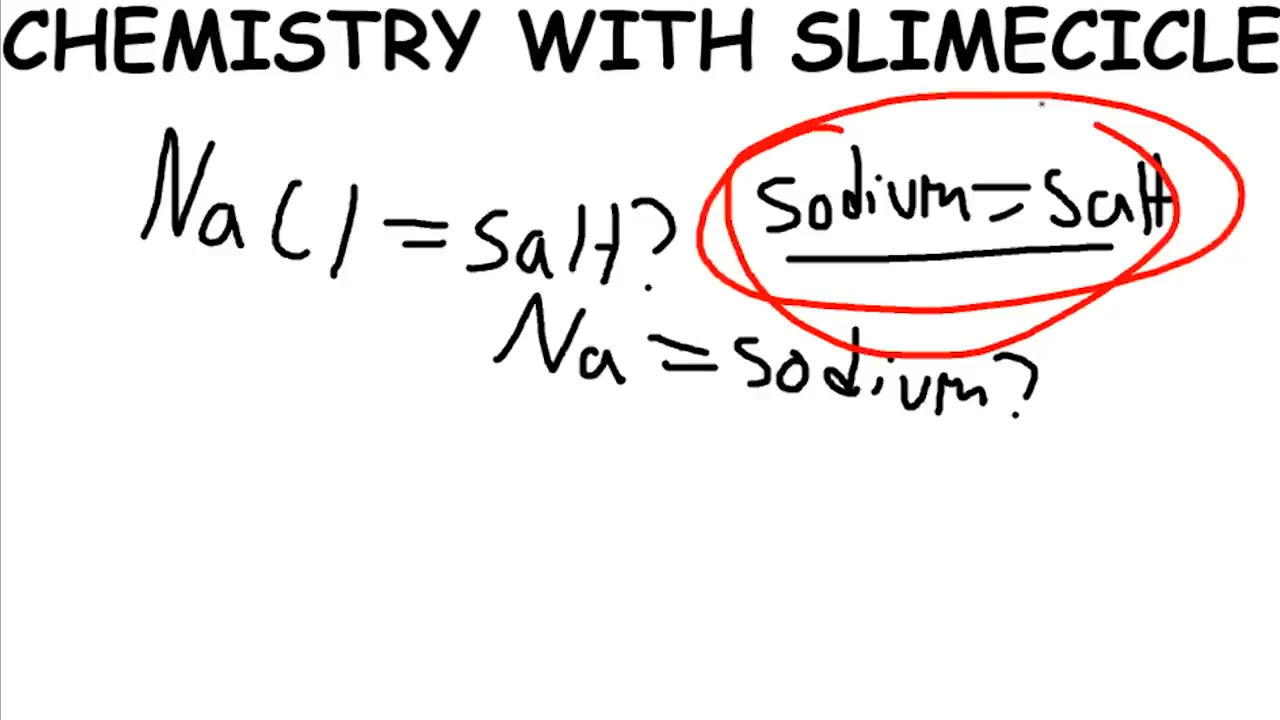 CHEMISTRY WITH SLIMECICLE
NaCl = Salt?
Sodium = Salt
Na = Sodium?